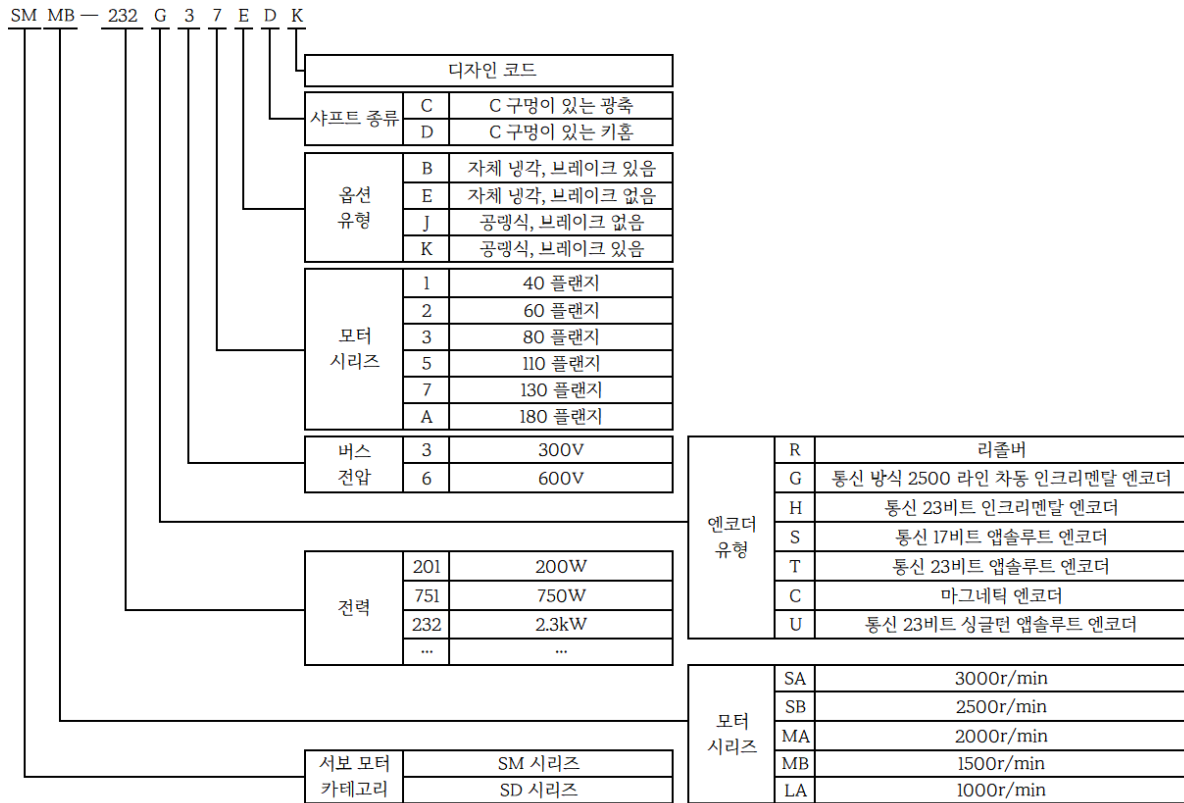 SM MB — 232 G 3 7 E D K
디자인 코드
샤프트 종류
C C 구멍이 있는 광축
D C 구멍이 있는 키홈
옵션
유형
B 자체 냉각, 브레이크 있음
E 자체 냉각, 브레이크 없음
J 공랭식, 브레이크 없음
K 공랭식, 브레이크 있음
모터
시리즈
1 40 플랜지
2 60 플랜지
3 80 플랜지
5 110 플랜지
7 130 플랜지
A 180 플랜지
버스
전압
3 300V
6 600V
엔코더
유형
R 리졸버
G 통신 방식 2500 라인 차동 인크리멘탈 엔코더
H 통신 23비트 인크리멘탈 엔코더
S 통신 17비트 앱솔루트 엔코더
T 통신 23비트 앱솔루트 엔코더
C 마그네틱 엔코더
U 통신 23비트 싱글턴 앱솔루트 엔코더
전력
201 200W
751 750W
232 2.3kW
... ...
모터
시리즈
SA 3000r/min
SB 2500r/min
MA 2000r/min
MB 1500r/min
LA 1000r/min
서보 모터
카테고리
SM 시리즈
SD 시리즈